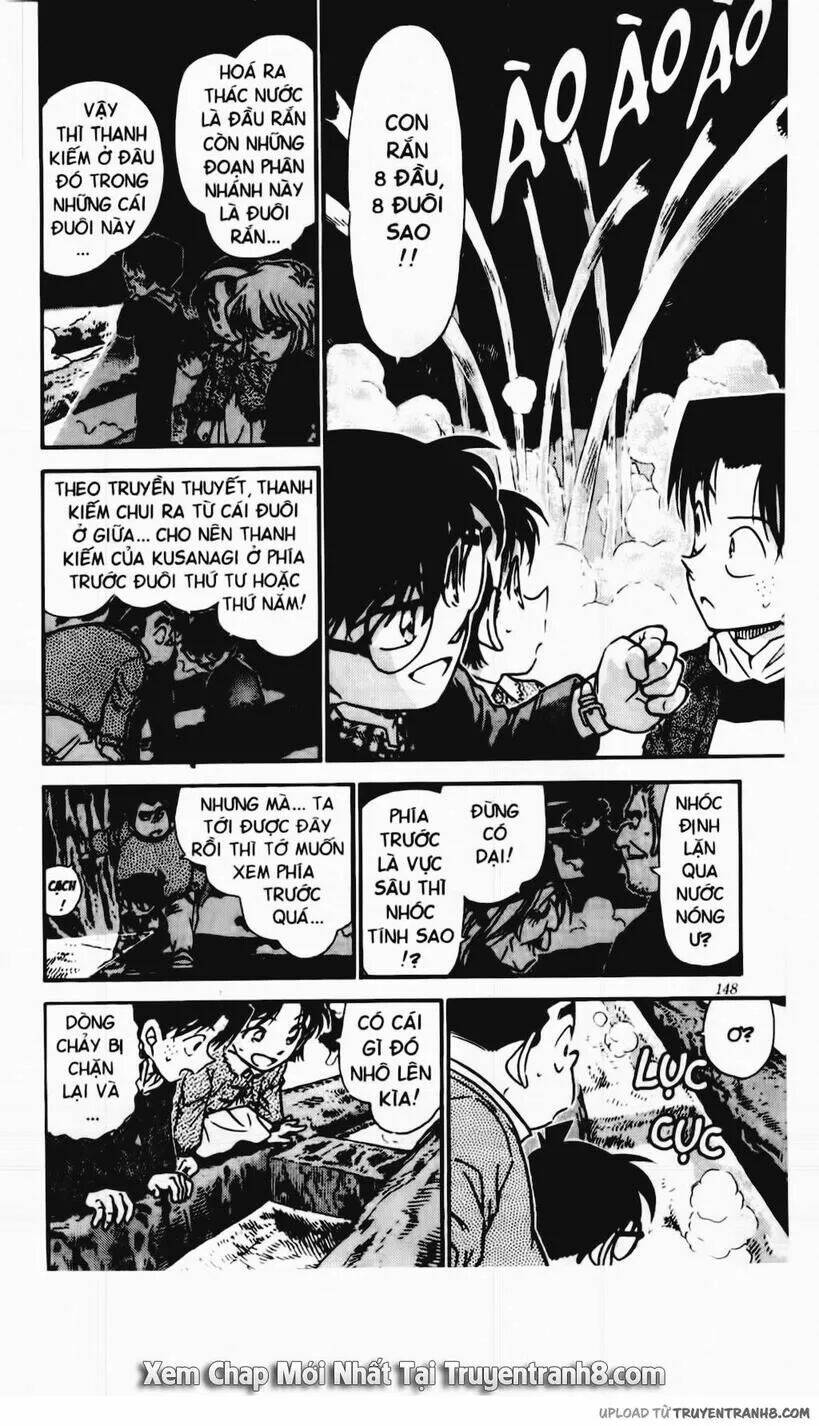 ÀO ÀO ÀO
CON
RẮN
8 ĐẦU,
8 ĐUÔI
SAO
!!
HOÁ RA
THÁC NƯỚC
LÀ ĐẦU RẮN
CÒN NHỮNG
ĐOẠN PHÂN
NHÁNH NÀY
LÀ ĐUÔI
RẮN...
VẬY
THÌ THANH
KIẾM Ở ĐÂU
ĐÓ TRONG
NHỮNG CÁI
ĐUÔI NÀY
...
THEO TRUYỀN THUYẾT, THANH
KIẾM CHUI RA TỪ CÁI ĐUÔI
Ở GIỮA... CHO NÊN THANH
KIẾM CỦA KUSANAGI Ở PHÍA
TRƯỚC ĐUÔI THỨ TƯ HOẶC
THỨ NĂM!
NHÓC
ĐỊNH
LẶN QUA
NƯỚC
NÓNG
Ư?
ĐỪNG
CÓ
DẠI!
PHÍA
TRƯỚC
LÀ VỰC
SÂU THÌ
NHÓC
TÍNH SAO
!?
NHƯNG MÀ... TA
TỚI ĐƯỢC ĐÂY
RỒI THÌ TỚ MUỐN
XEM PHÍA
TRƯỚC
QUÁ...
CẠCH
!
148
Ơ?
LỤC
CỤC
CÓ CÁI
GÌ ĐÓ
NHÔ LÊN
KÌA!
DÒNG
CHẢY BỊ
CHẶN
LẠI VÀ
...
Xem Chap Mới Nhất Tại Truyentranh8.com
UPLOAD TỪ TRUYENTRANH8.COM